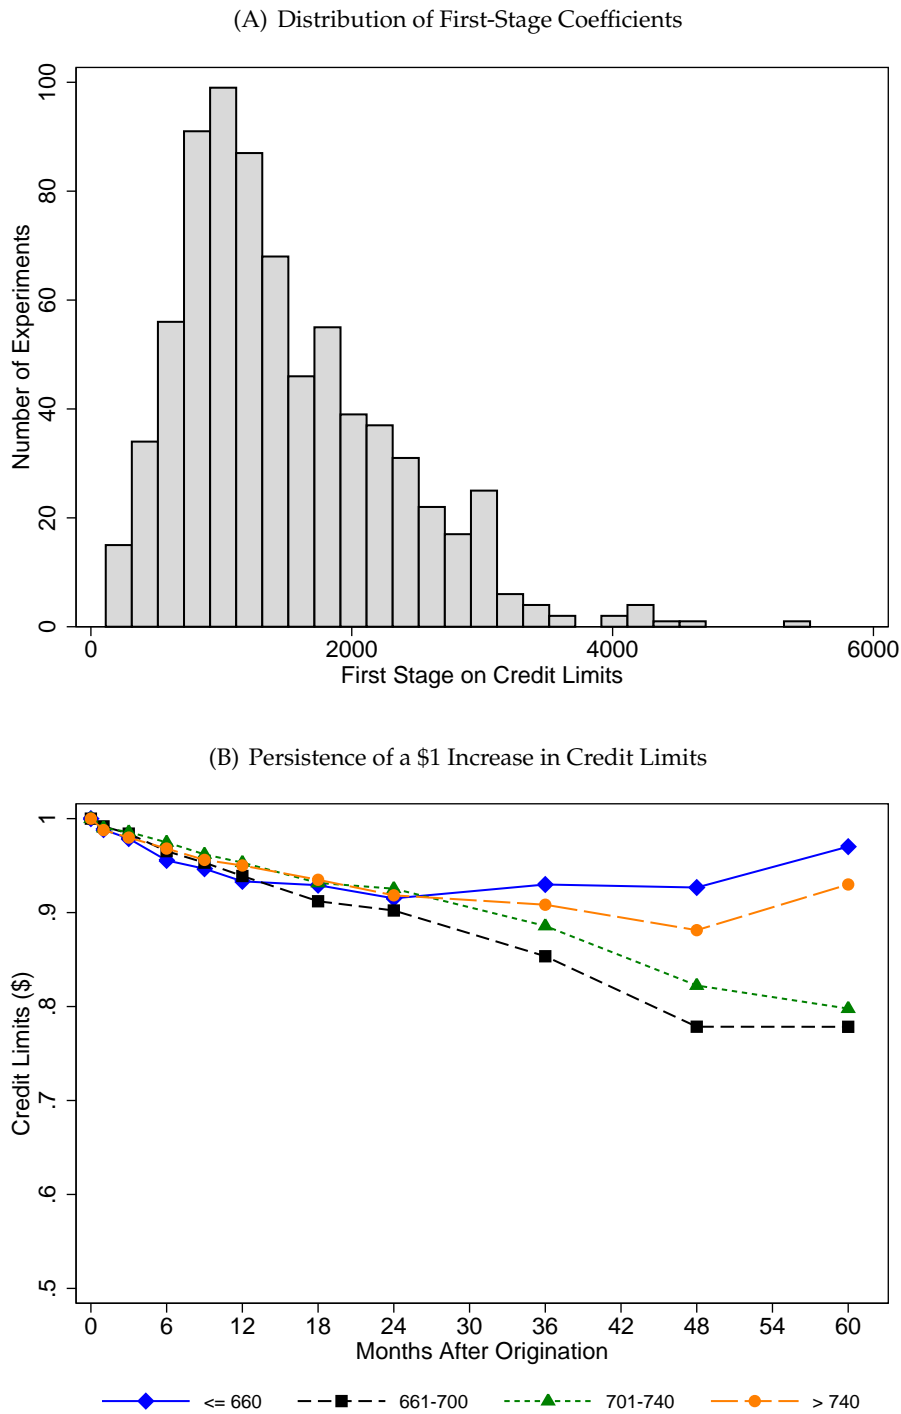 (A) Distribution of First-Stage Coefficients
Number of Experiments
100
80
60
40
20
0
0 2000 4000 6000
First Stage on Credit Limits
(B) Persistence of a $1 Increase in Credit Limits
Credit Limits ($)
1
.9
.8
.7
.6
.5
0 6 12 18 24 30 36 42 48 54 60
Months After Origination
<= 660 661-700 701-740 > 740